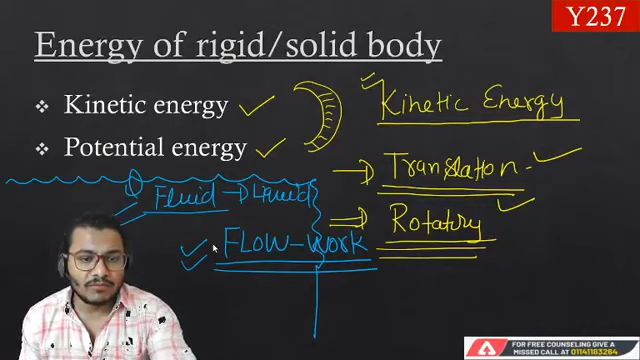 Y237
Energy of rigid/solid body
❖ Kinetic energy
❖ Potential energy
Kinetic Energy
→ Translation
⇒ Rotatory
Fluid → Liquid
FLOW-Work
FOR FREE COUNSELING GIVE A
MISSED CALL AT 01141183264